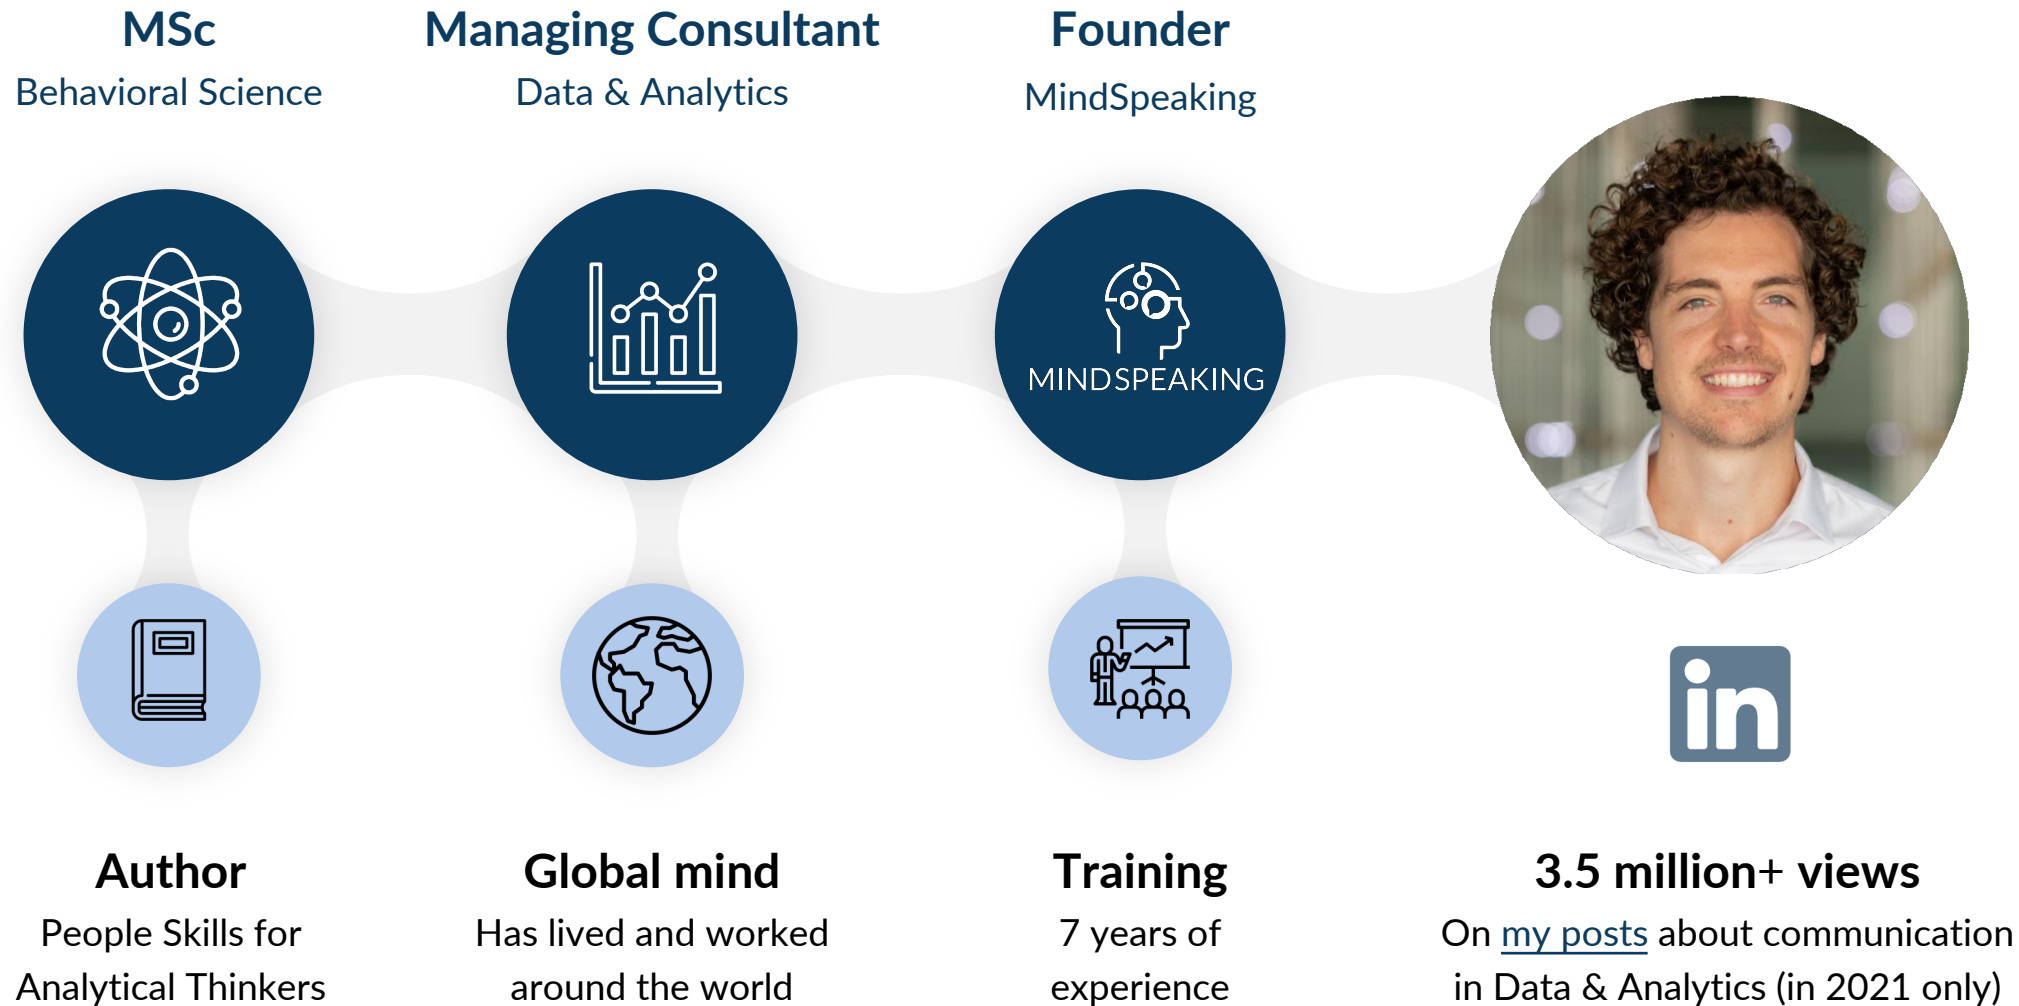 MSc
Behavioral Science
Managing Consultant
Data & Analytics
Founder
MindSpeaking
MINDSPEAKING
in
Author
People Skills for
Analytical Thinkers
Global mind
Has lived and worked
around the world
Training
7 years of
experience
3.5 million+ views
On my posts about communication
in Data & Analytics (in 2021 only)